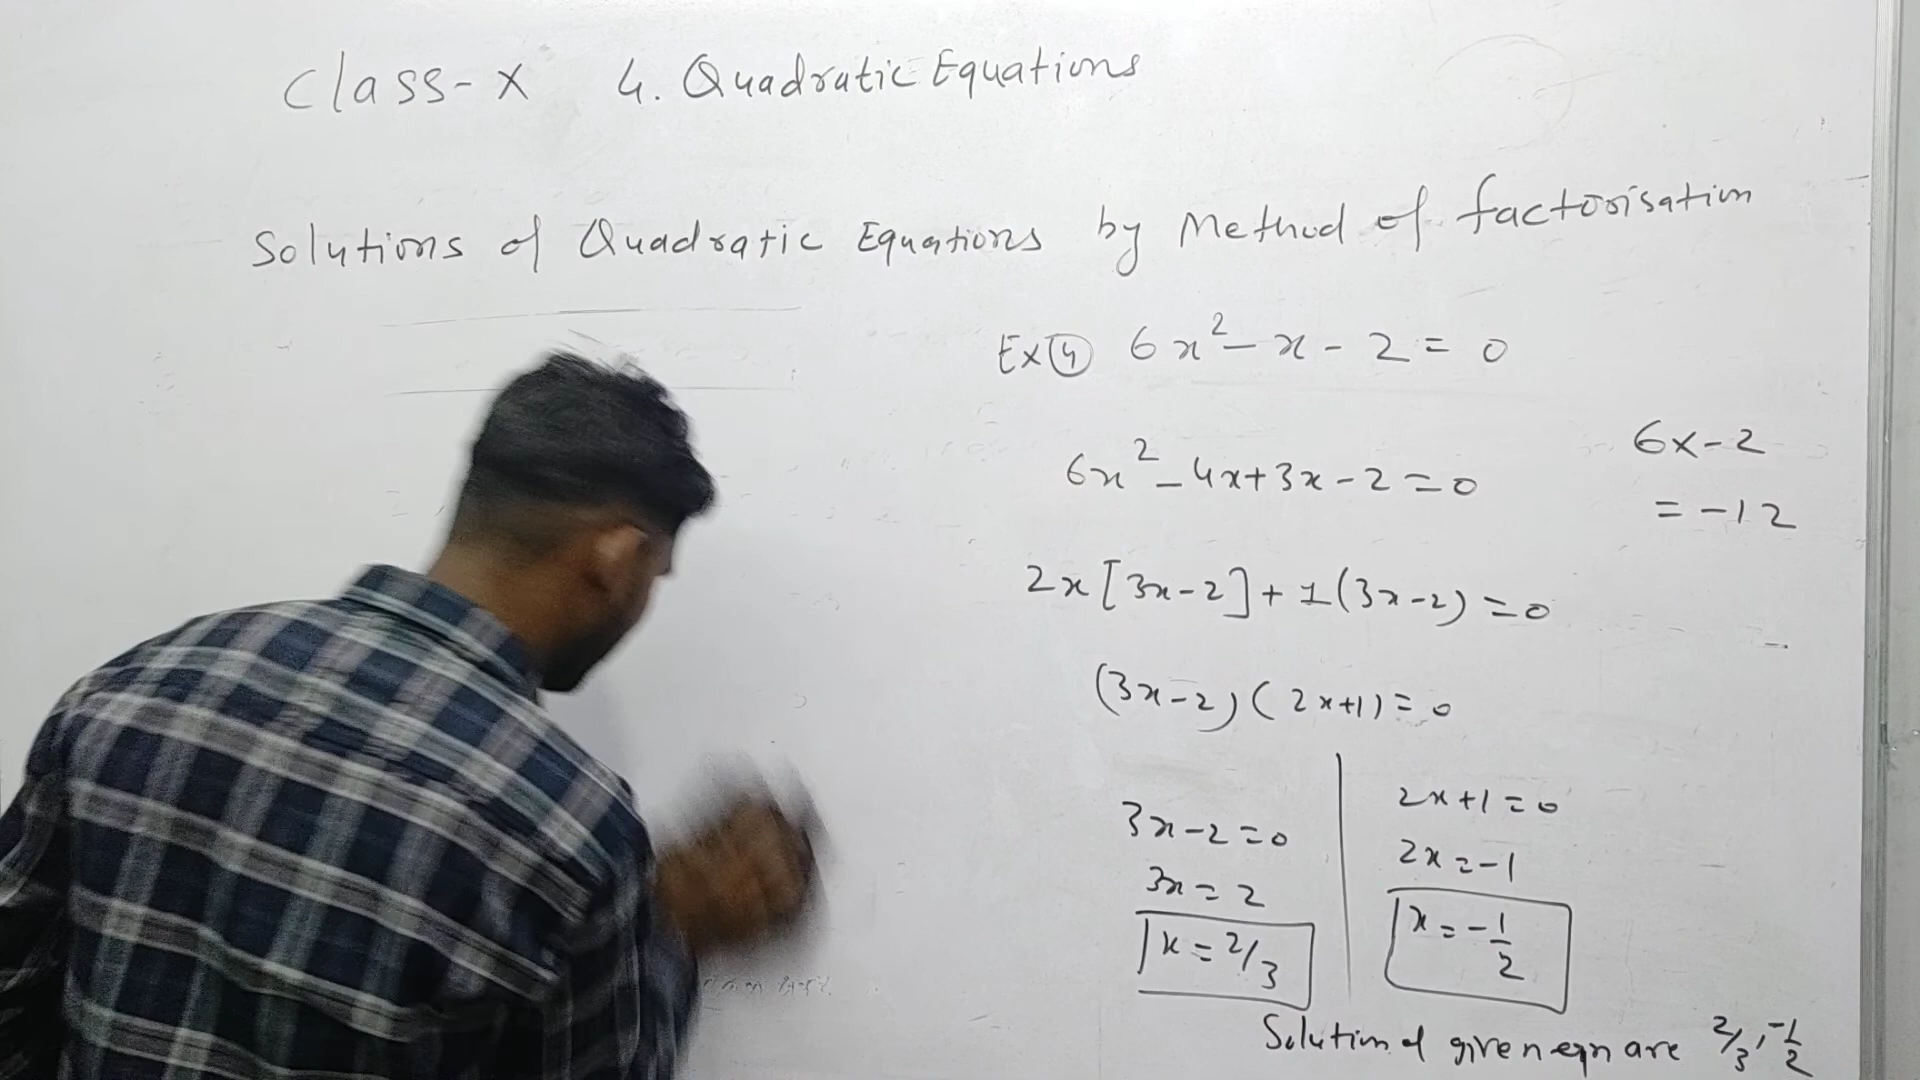 Class-X 4. Quadratic Equations
Solutions of Quadratic Equations by Method of factorisation
Ex④ 6x² - x - 2 = 0
6x² - 4x + 3x - 2 = 0
6x-2
= -12
2x[3x-2] + 1(3x-2) = 0
(3x-2)(2x+1) = 0
3x-2=0
3x = 2
x = 2/3
2x+1=0
2x=-1
x = -1/2
Solution of given eqn are 2/3, -1/2